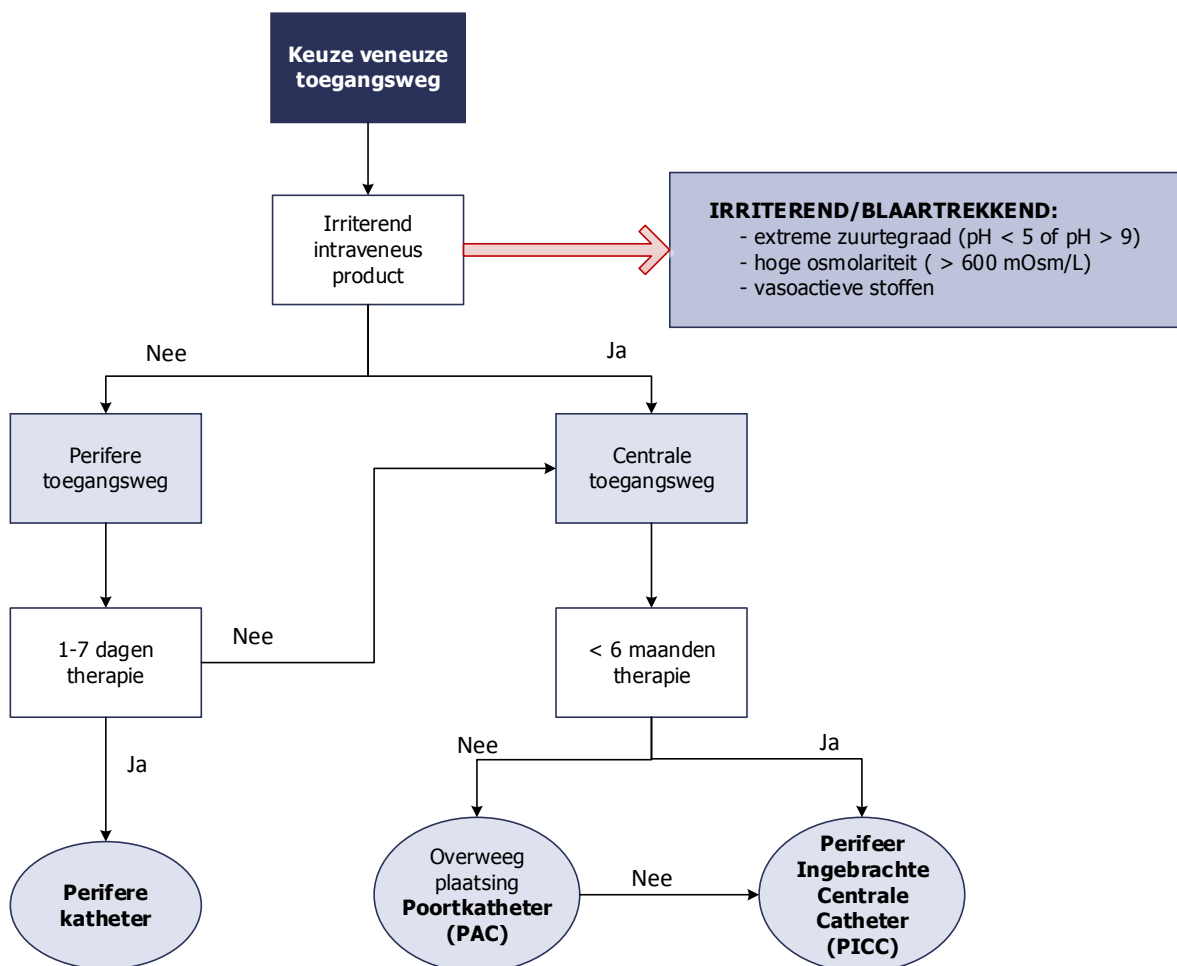 Keuze veneuze
toegangsweg
Irriterend
intraveneus
product
IRRITEREND/BLAARTREKKEND:
- extreme zuurtegraad (pH < 5 of pH > 9)
- hoge osmolariteit ( > 600 mOsm/L)
- vasoactieve stoffen
Nee
Ja
Perifere
toegangsweg
Centrale
toegangsweg
1-7 dagen
therapie
Nee
< 6 maanden
therapie
Ja
Nee
Ja
Perifere
katheter
Overweeg
plaatsing
Poortkatheter
(PAC)
Nee
Perifeer
Ingebrachte
Centrale
Catheter
(PICC)